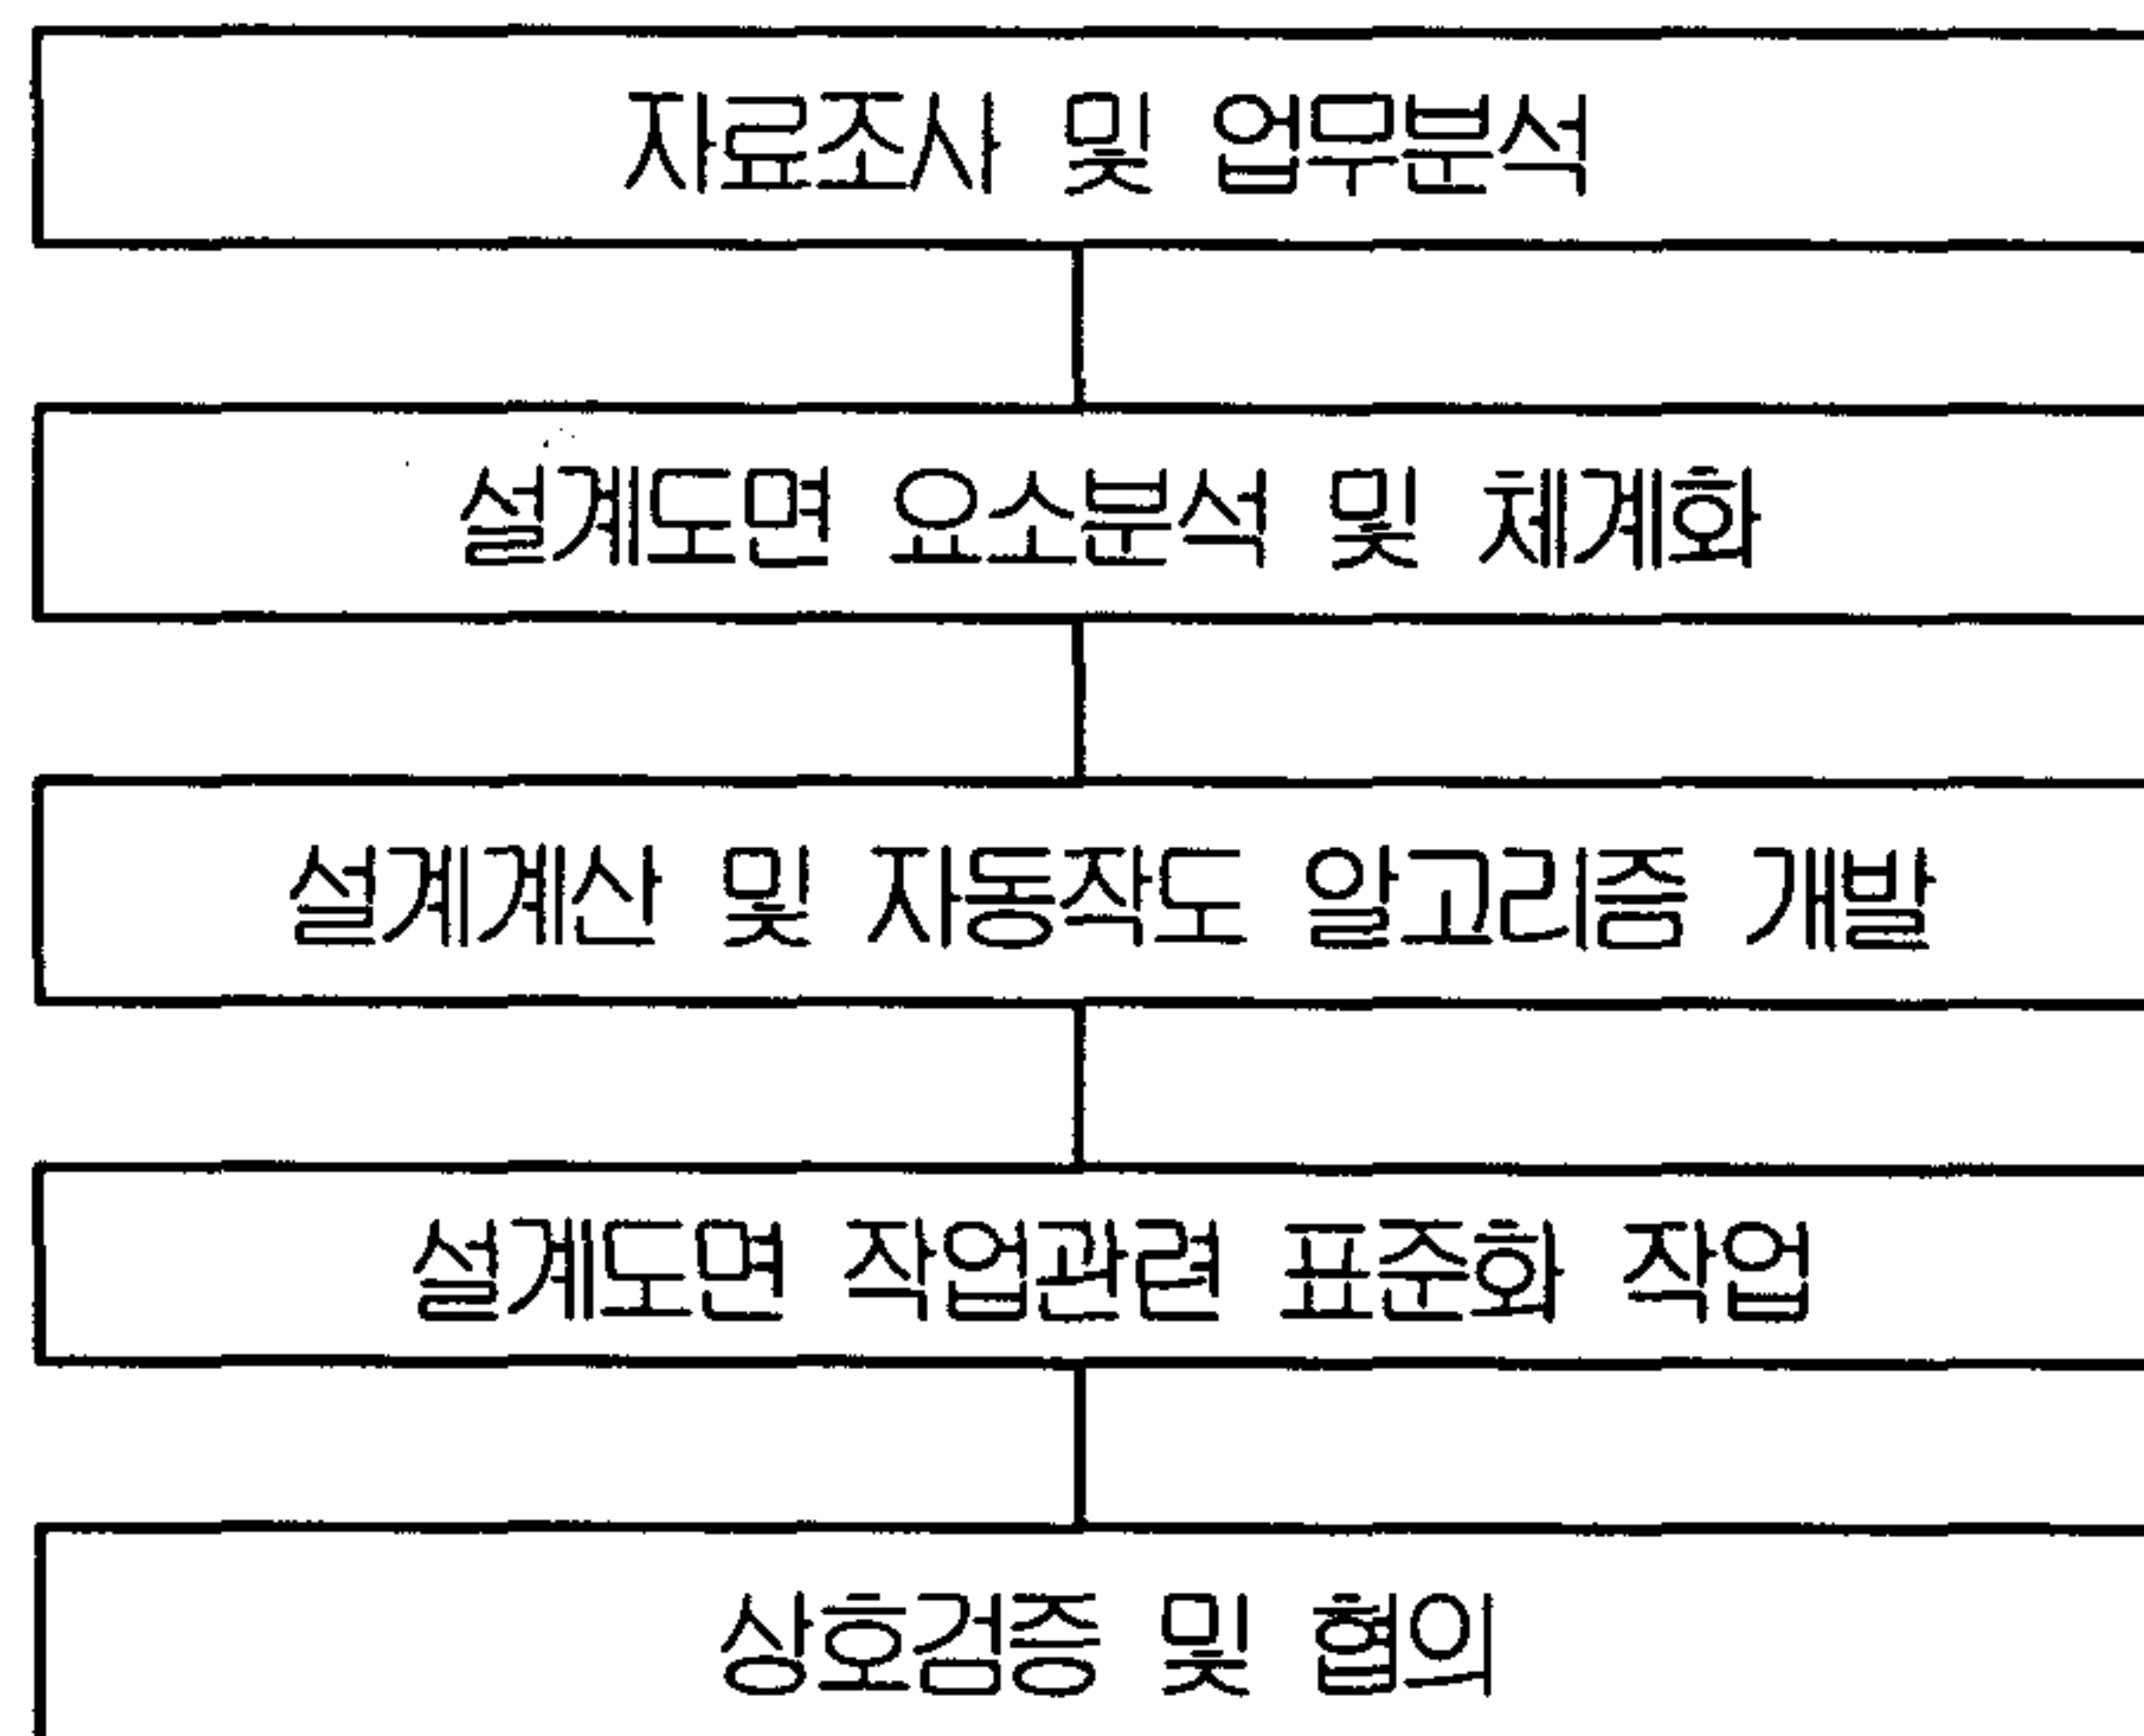 자료조사 및 업무분석
설계도면 요소분석 및 체계화
설계계산 및 자동작도 알고리즘 개발
설계도면 작업관련 표준화 작업
상호검증 및 협의